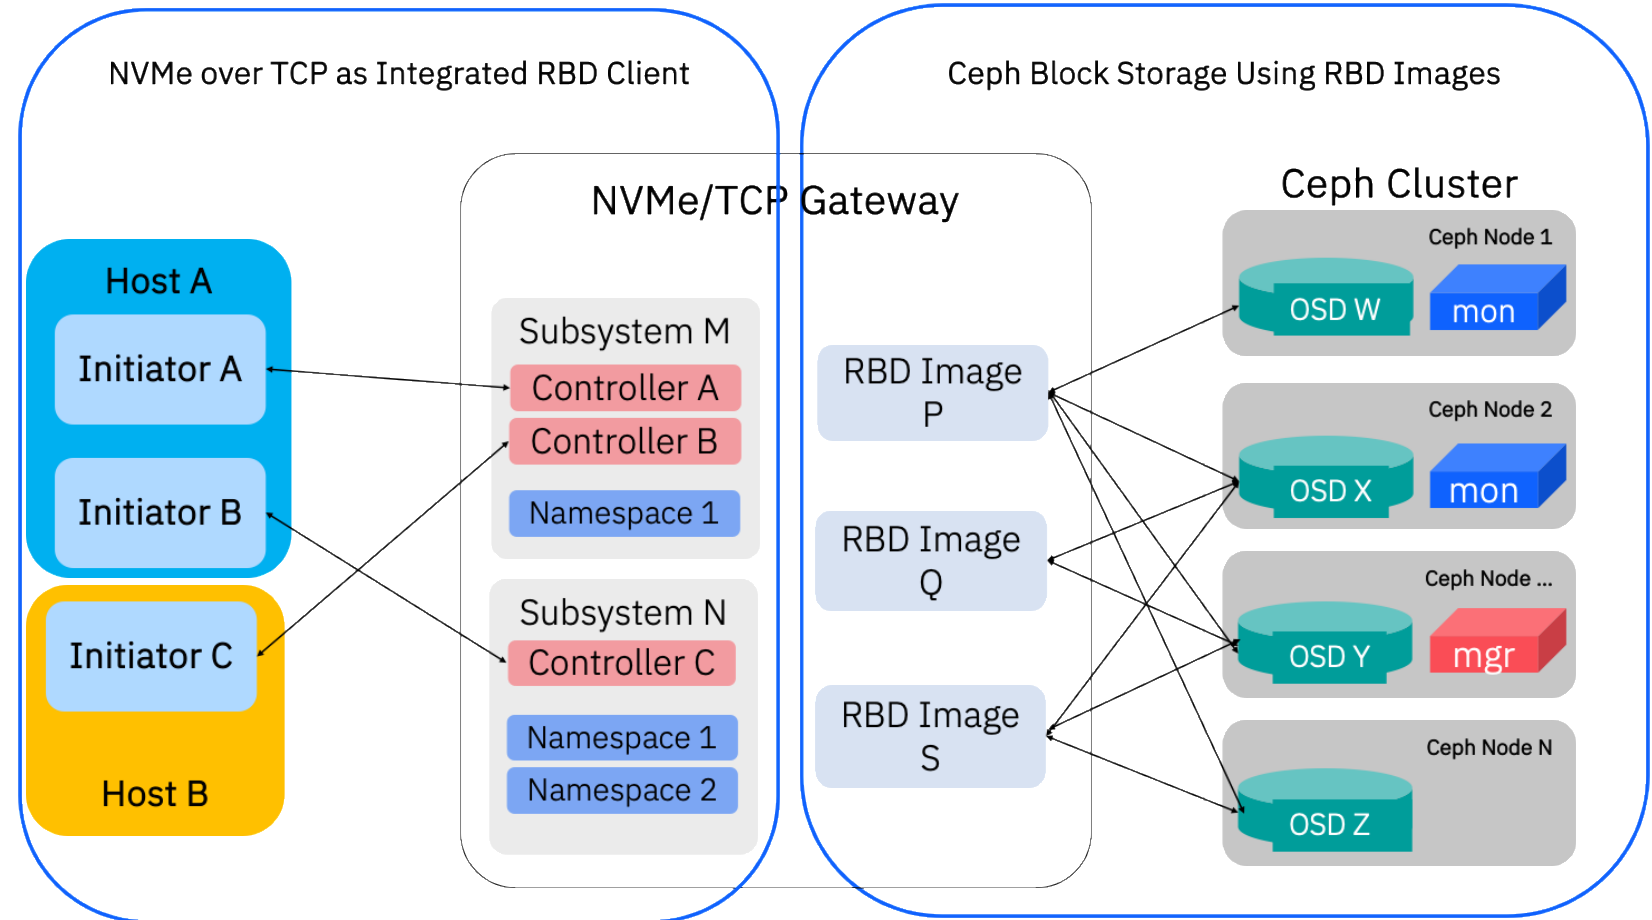 NVMe over TCP as Integrated RBD Client
Ceph Block Storage Using RBD Images
NVMe/TCP Gateway
Ceph Cluster
Host A
Initiator A
Initiator B
Initiator C
Host B
Subsystem M
Controller A
Controller B
Namespace 1
Subsystem N
Controller C
Namespace 1
Namespace 2
RBD Image
P
RBD Image
Q
RBD Image
S
Ceph Node 1
OSD W
mon
Ceph Node 2
OSD X
mon
Ceph Node ...
OSD Y
mgr
Ceph Node N
OSD Z